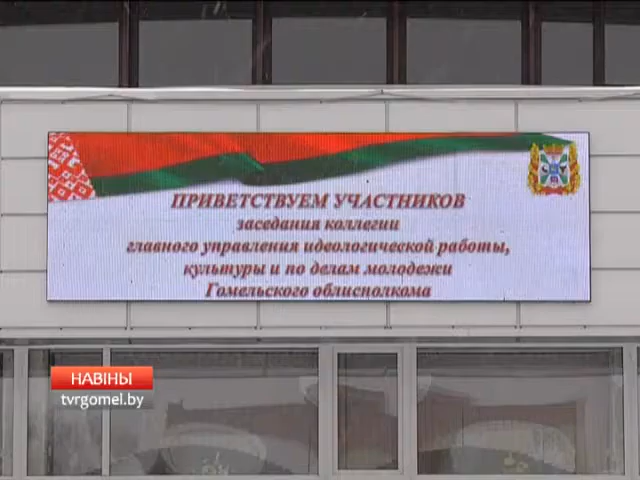 ПРИВЕТСТВУЕМ УЧАСТНИКОВ
заседания коллегии
главного управления идеологической работы,
культуры и по делам молодежи
Гомельского облисполкома
НАВІНЫ
tvrgomel.by